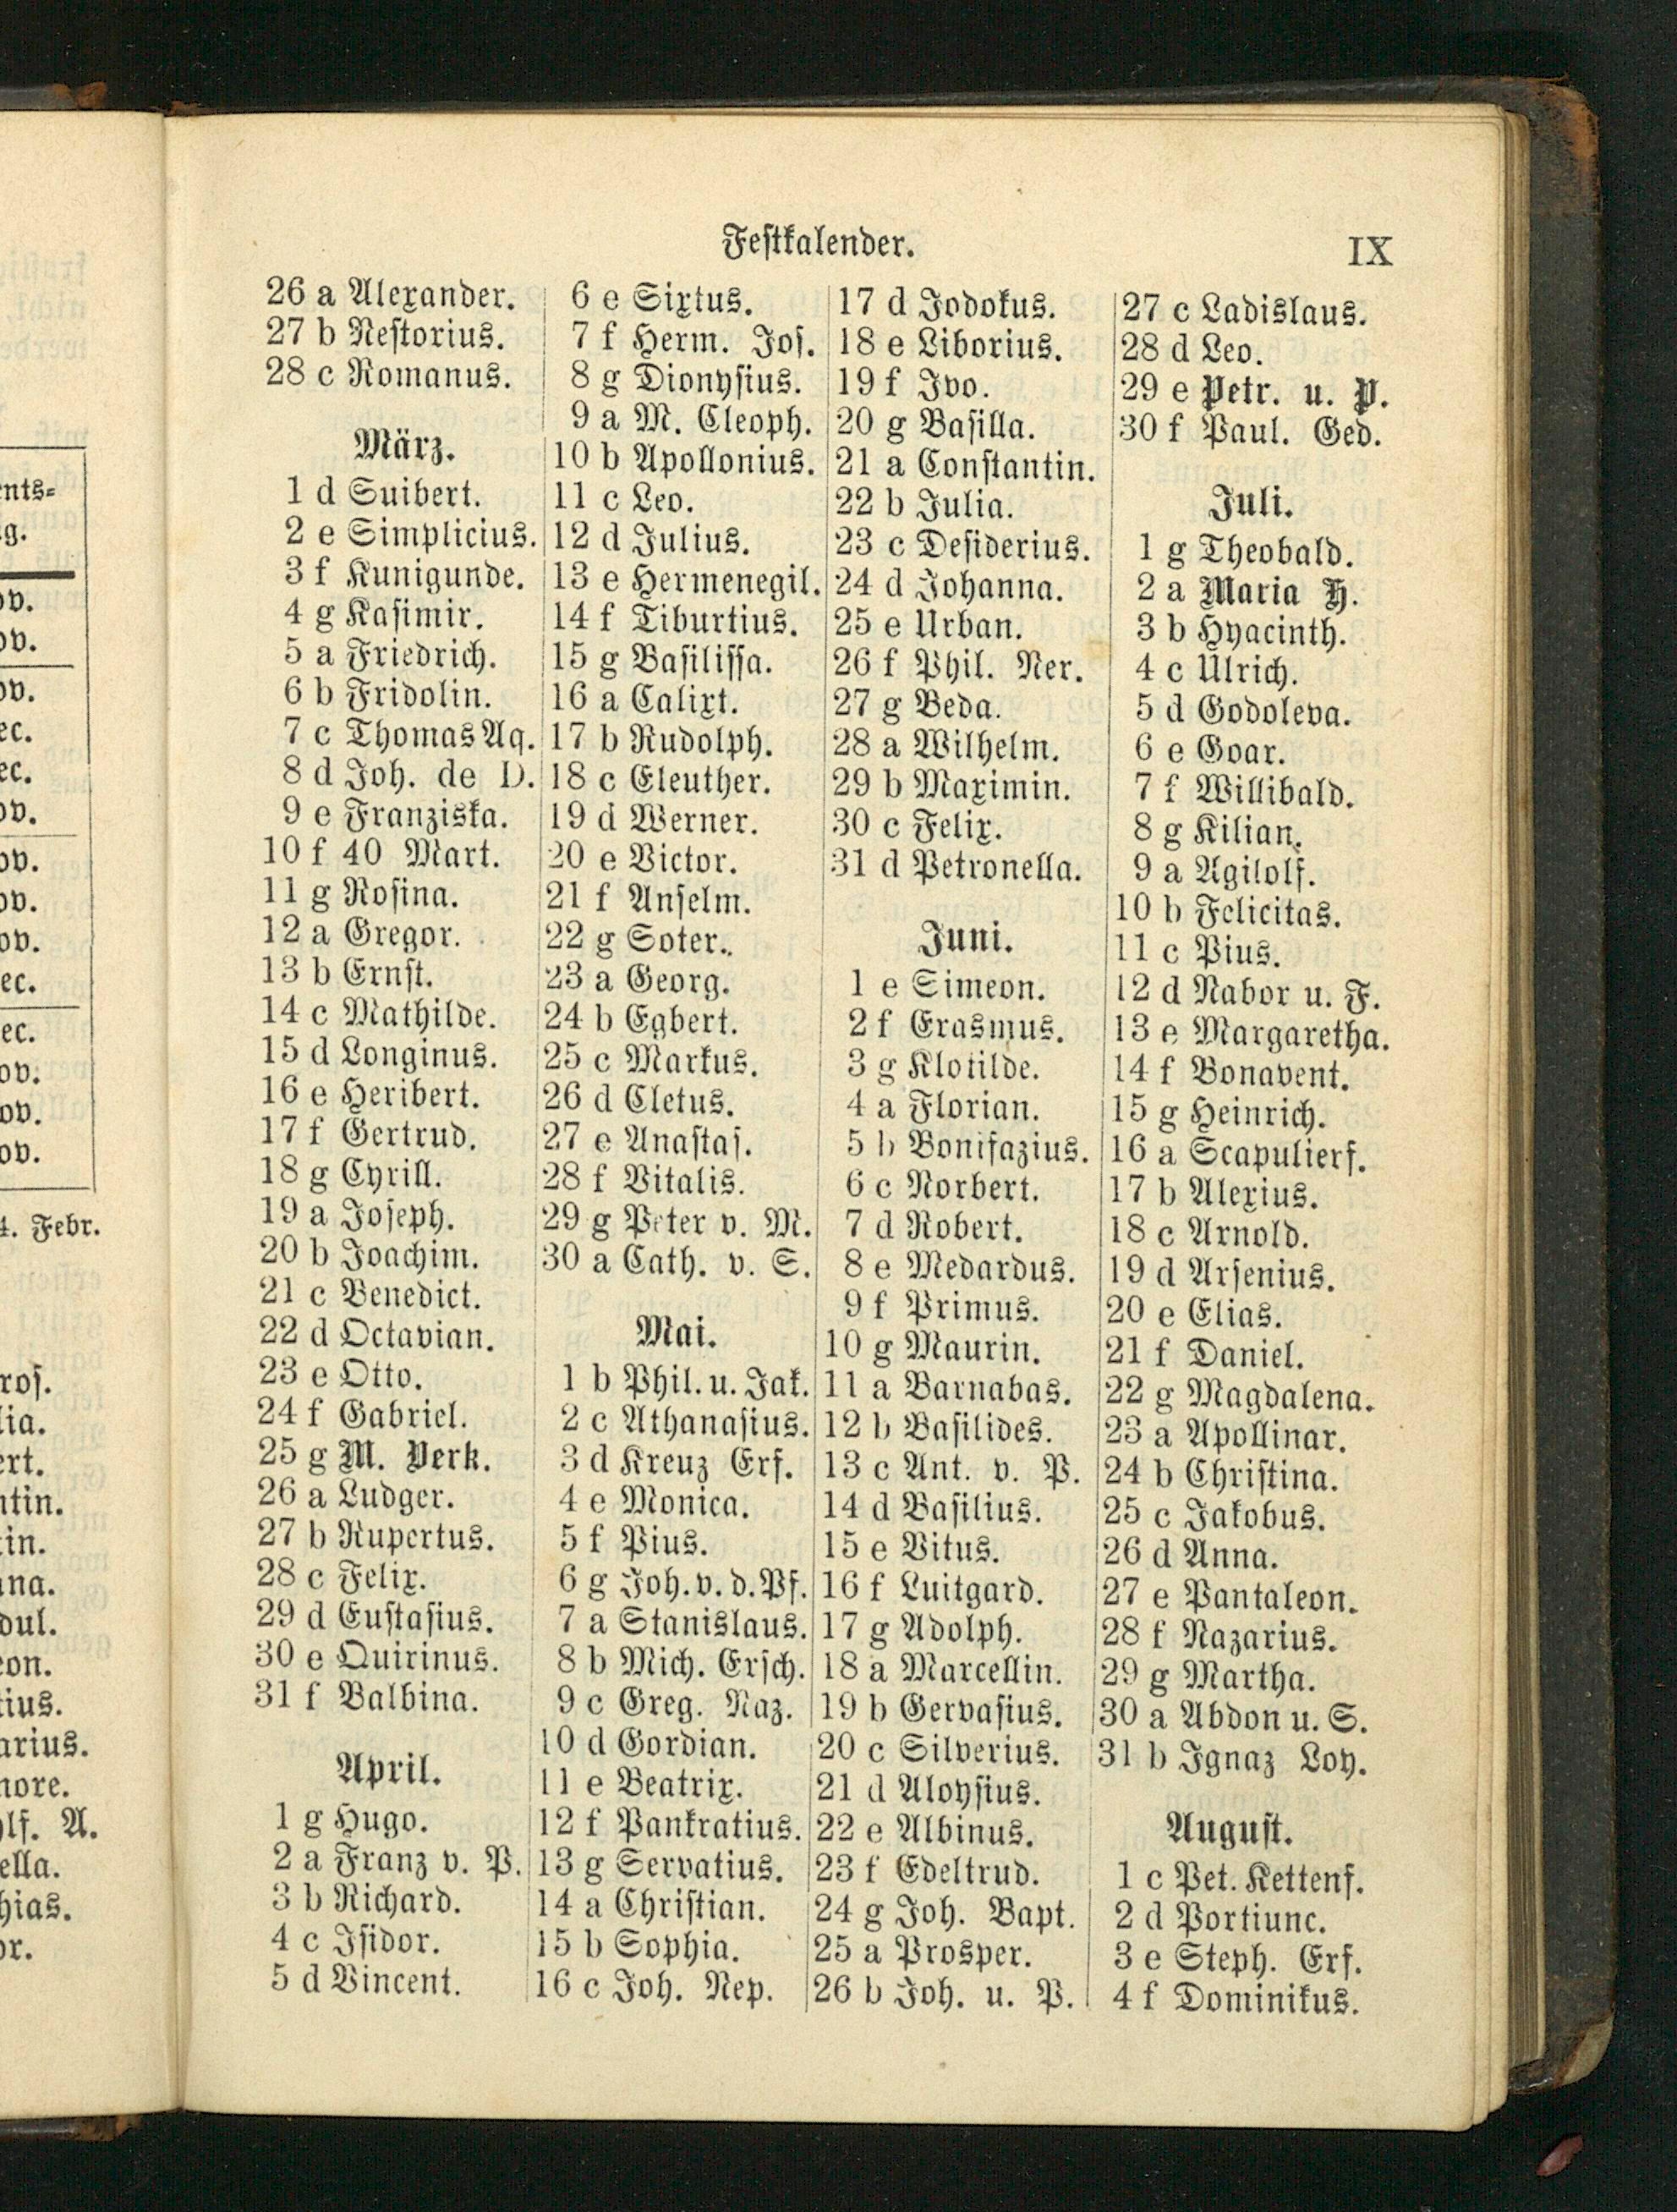 Festkalender.
IX
26 a Alexander.
27 b Nestorius.
28 c Romanus.
März.
1 d Suibert.
2 e Simplicius.
3 f Kunigunde.
4 g Kasimir.
5 a Friedrich.
6 b Fridolin.
7 c Thomas Aq.
8 d Joh. de D.
9 e Franziska.
10 f 40 Mart.
11 g Rosina.
12 a Gregor.
13 b Ernst.
14 c Mathilde.
15 d Longinus.
16 e Heribert.
17 f Gertrud.
18 g Cyrill.
19 a Joseph.
20 b Joachim.
21 c Benedict.
22 d Octavian.
23 e Otto.
24 f Gabriel.
25 g M. Verk.
26 a Ludger.
27 b Rupertus.
28 c Felix.
29 d Eustasius.
30 e Quirinus.
31 f Balbina.
April.
1 g Hugo.
2 a Franz v. P.
3 b Richard.
4 c Isidor.
5 d Vincent.
6 e Sixtus.
7 f Herm. Jos.
8 g Dionysius.
9 a M. Cleoph.
10 b Apollonius.
11 c Leo.
12 d Julius.
13 e Hermenegil.
14 f Tiburtius.
15 g Basilissa.
16 a Calixt.
17 b Rudolph.
18 c Eleuther.
19 d Werner.
20 e Victor.
21 f Anselm.
22 g Soter.
23 a Georg.
24 b Egbert.
25 c Markus.
26 d Cletus.
27 e Anastas.
28 f Vitalis.
29 g Peter v. M.
30 a Cath. v. S.
Mai.
1 b Phil. u. Jak.
2 c Athanasius.
3 d Kreuz Erf.
4 e Monica.
5 f Pius.
6 g Joh. v. d. Pf.
7 a Stanislaus.
8 b Mich. Ersch.
9 c Greg. Naz.
10 d Gordian.
11 e Beatrix.
12 f Pankratius.
13 g Servatius.
14 a Christian.
15 b Sophia.
16 c Joh. Nep.
17 d Jodokus.
18 e Liborius.
19 f Ivo.
20 g Basilla.
21 a Constantin.
22 b Julia.
23 c Desiderius.
24 d Johanna.
25 e Urban.
26 f Phil. Ner.
27 g Beda.
28 a Wilhelm.
29 b Maximin.
30 c Felix.
31 d Petronella.
Juni.
1 e Simeon.
2 f Erasmus.
3 g Klotilde.
4 a Florian.
5 b Bonifazius.
6 c Norbert.
7 d Robert.
8 e Medardus.
9 f Primus.
10 g Maurin.
11 a Barnabas.
12 b Basilides.
13 c Ant. v. P.
14 d Basilius.
15 e Vitus.
16 f Luitgard.
17 g Adolph.
18 a Marcellin.
19 b Gervasius.
20 c Silverius.
21 d Aloysius.
22 e Albinus.
23 f Edeltrud.
24 g Joh. Bapt.
25 a Prosper.
26 b Joh. u. P.
27 c Ladislaus.
28 d Leo.
29 e Petr. u. P.
30 f Paul. Ged.
Juli.
1 g Theobald.
2 a Maria H.
3 b Hyacinth.
4 c Ulrich.
5 d Godoleva.
6 e Goar.
7 f Willibald.
8 g Kilian.
9 a Agilolf.
10 b Felicitas.
11 c Pius.
12 d Nabor u. F.
13 e Margaretha.
14 f Bonavent.
15 g Heinrich.
16 a Scapulierf.
17 b Alexius.
18 c Arnold.
19 d Arsenius.
20 e Elias.
21 f Daniel.
22 g Magdalena.
23 a Apollinar.
24 b Christina.
25 c Jakobus.
26 d Anna.
27 e Pantaleon.
28 f Nazarius.
29 g Martha.
30 a Abdon u. S.
31 b Ignaz Loy.
August.
1 c Pet. Kettenf.
2 d Portiunc.
3 e Steph. Erf.
4 f Dominikus.